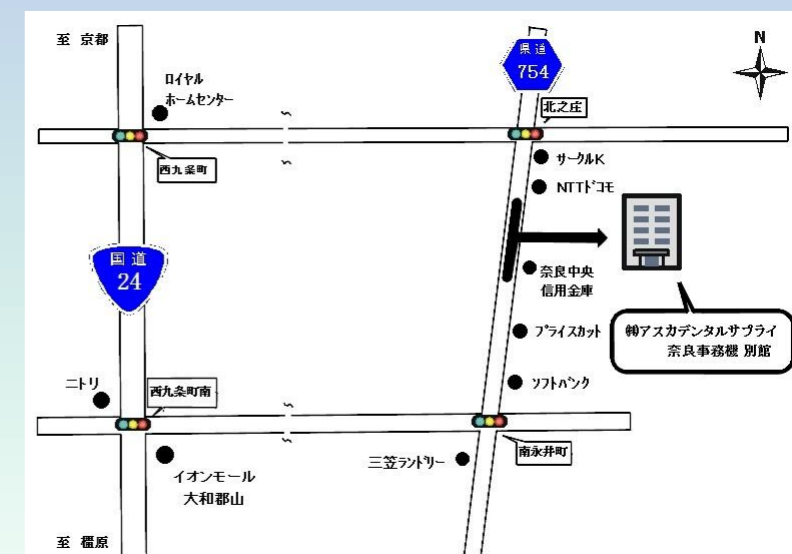 至 京都
県道
754
N
ロイヤル
ホームセンター
北之庄
西九条町
サークルK
NTTドコモ
国道
24
奈良中央
信用金庫
プライスカット
㈱アスカデンタルサプライ
奈良事務機 別館
ニトリ
西九条町南
ソフトバンク
南永井町
三笠ランドリー
イオンモール
大和郡山
至 橿原